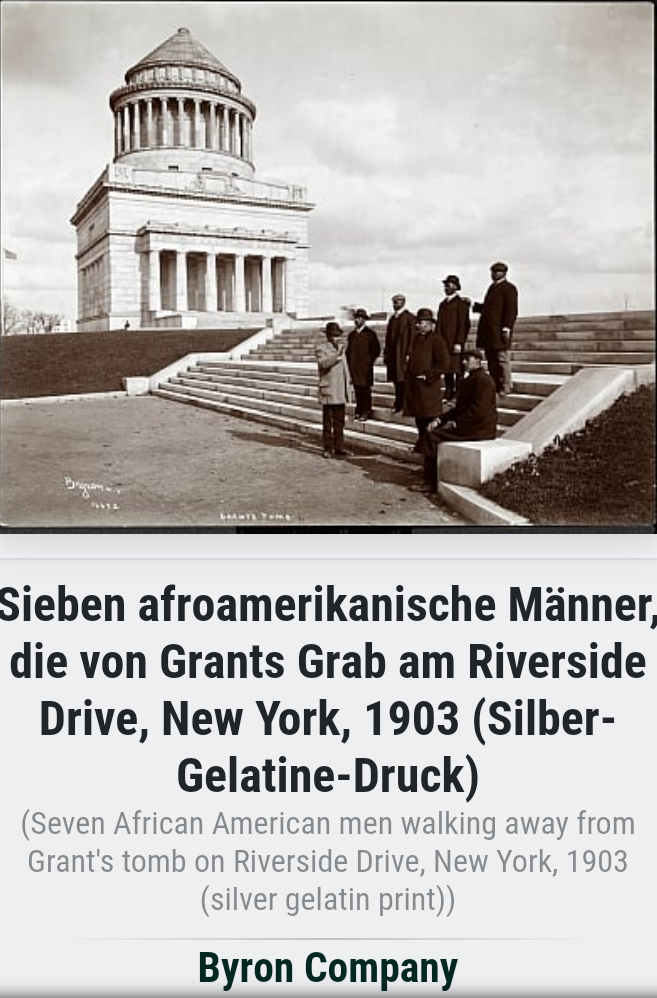 Byron
GRANTS TOMB
Sieben afroamerikanische Männer,
die von Grants Grab am Riverside
Drive, New York, 1903 (Silber-
Gelatine-Druck)
(Seven African American men walking away from
Grant's tomb on Riverside Drive, New York, 1903
(silver gelatin print))
Byron Company